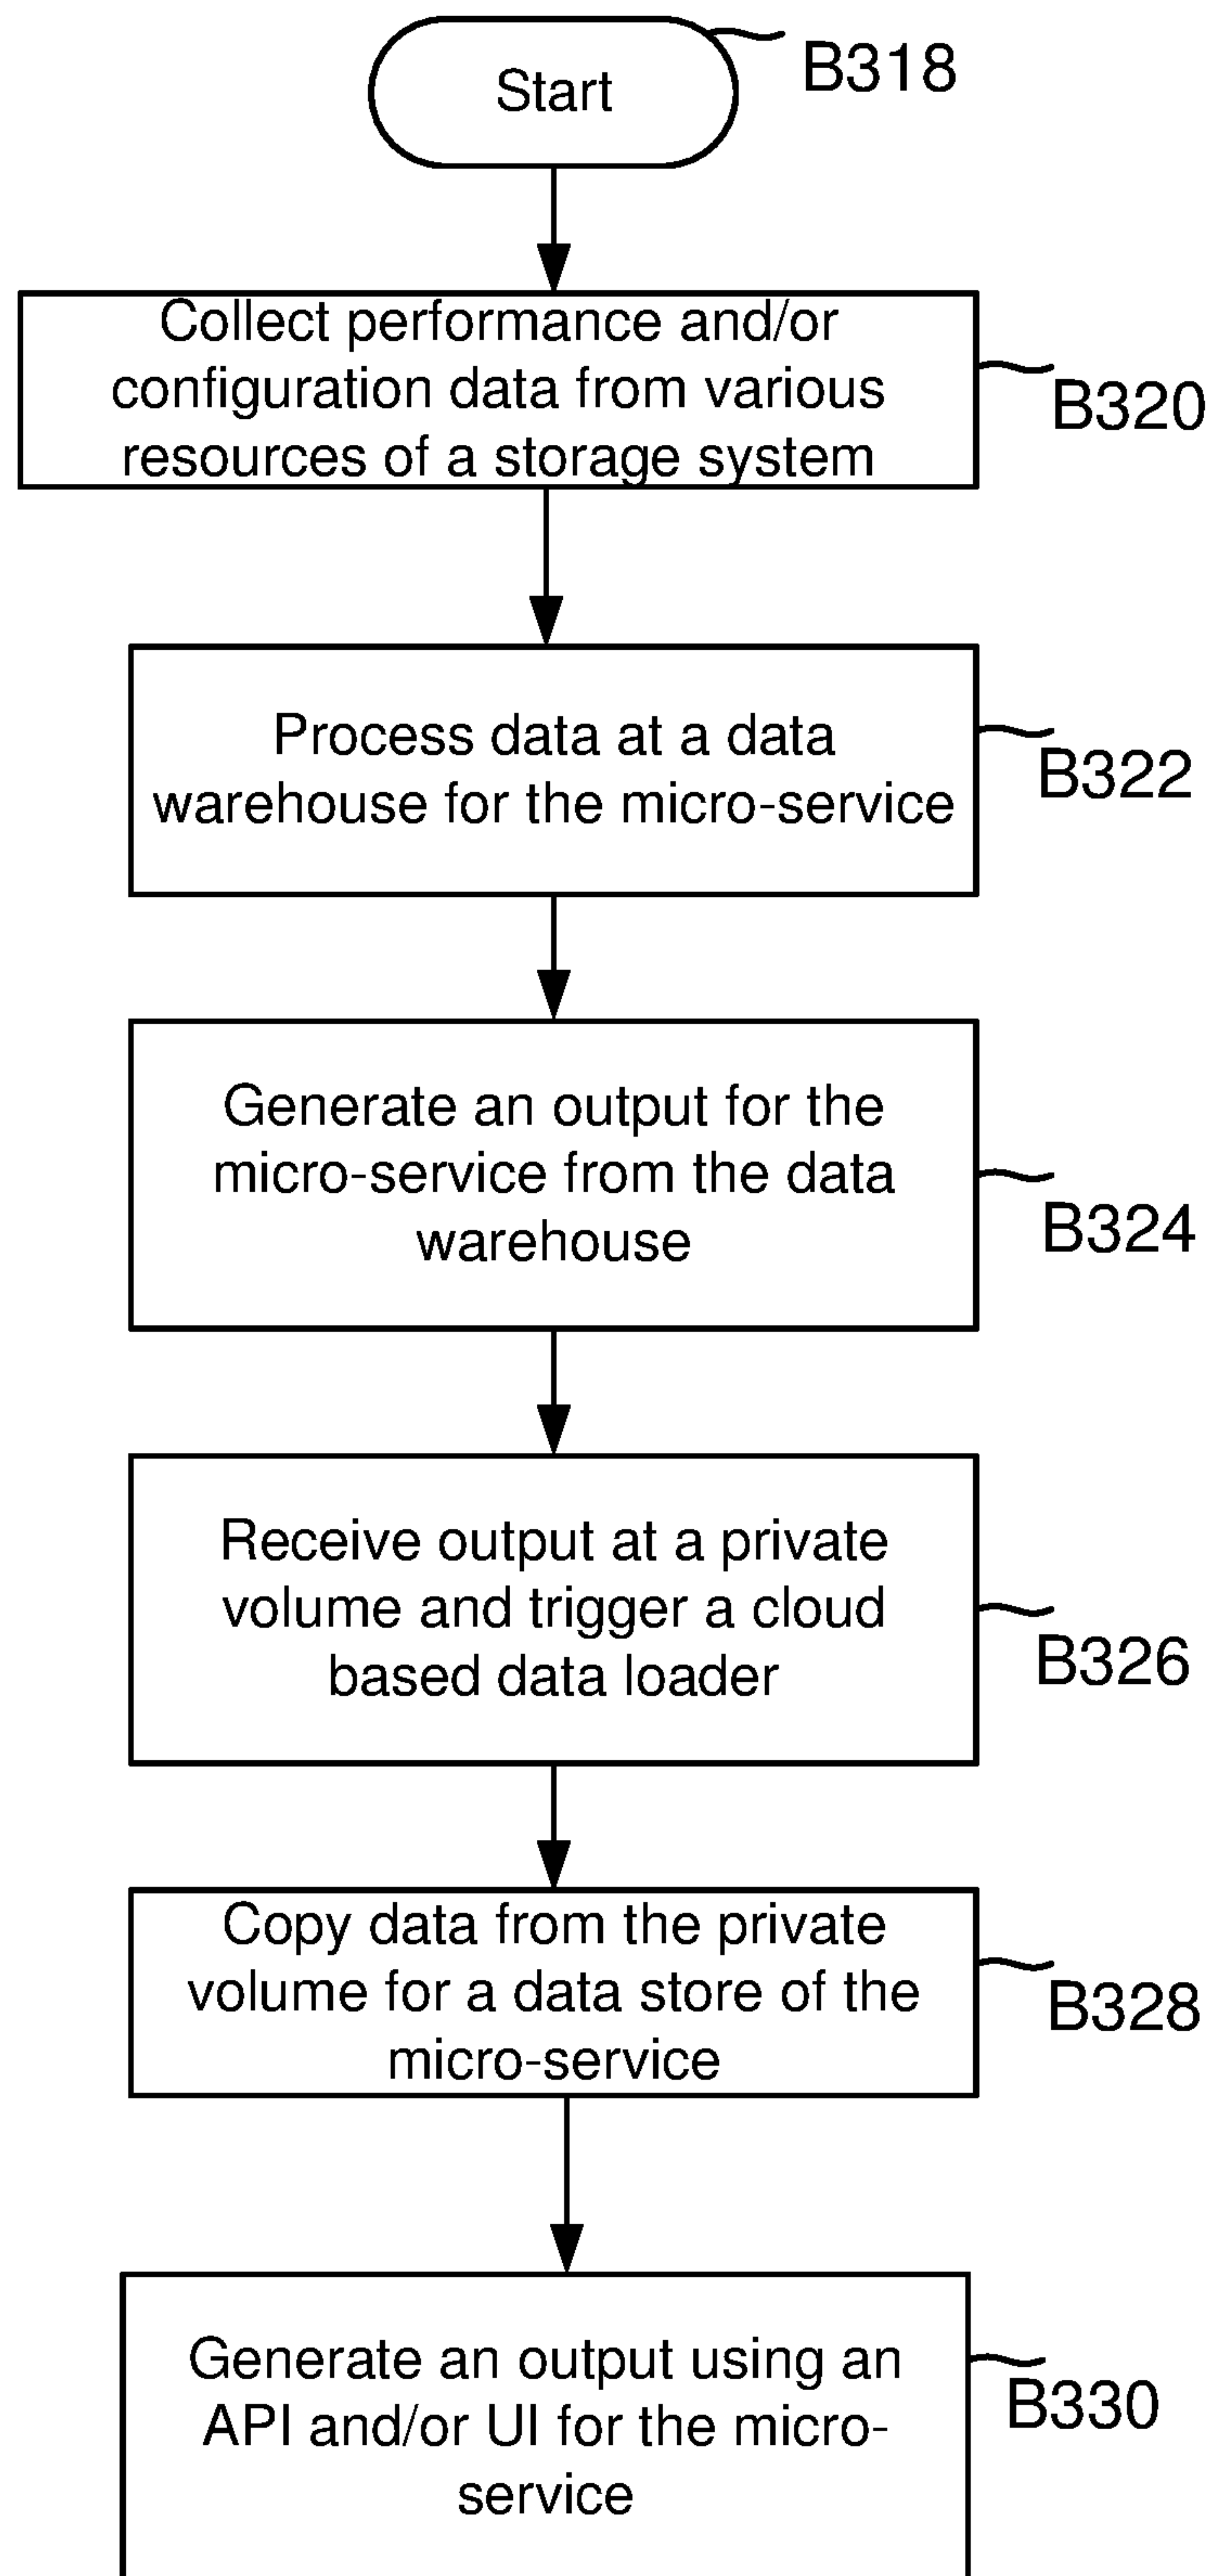 Start
B318
Collect performance and/or
configuration data from various
resources of a storage system
B320
Process data at a data
warehouse for the micro-service
B322
Generate an output for the
micro-service from the data
warehouse
B324
Receive output at a private
volume and trigger a cloud
based data loader
B326
Copy data from the private
volume for a data store of the
micro-service
B328
Generate an output using an
API and/or UI for the micro-
service
B330